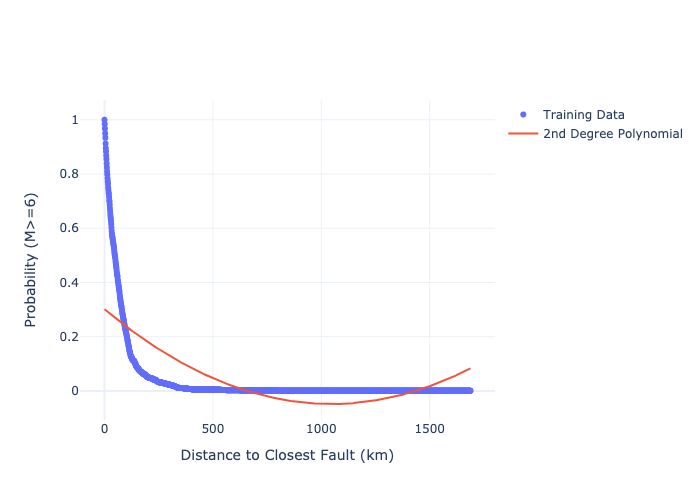 Training Data
2nd Degree Polynomial
1
0.8
0.6
0.4
0.2
0
Probability (M>=6)
0
500
1000
1500
Distance to Closest Fault (km)